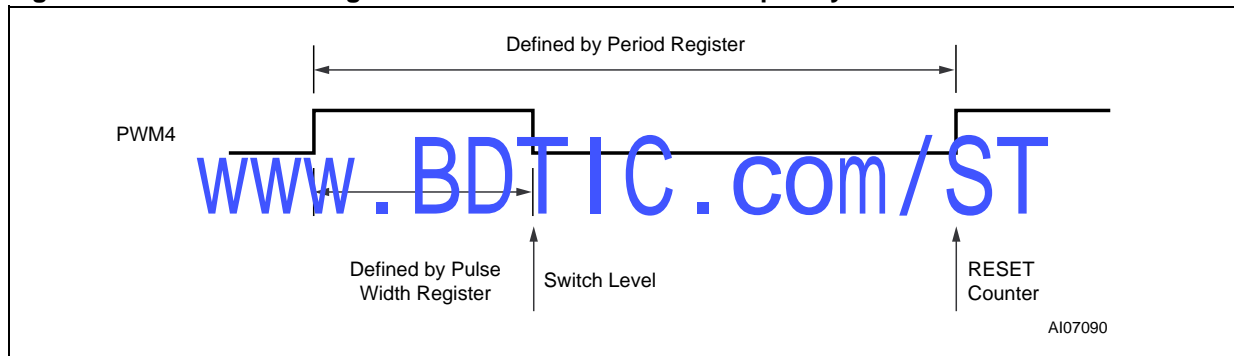 Defined by Period Register
PWM4
www.BDTIC.com/ST
Defined by Pulse
Width Register
Switch Level
RESET
Counter
AI07090